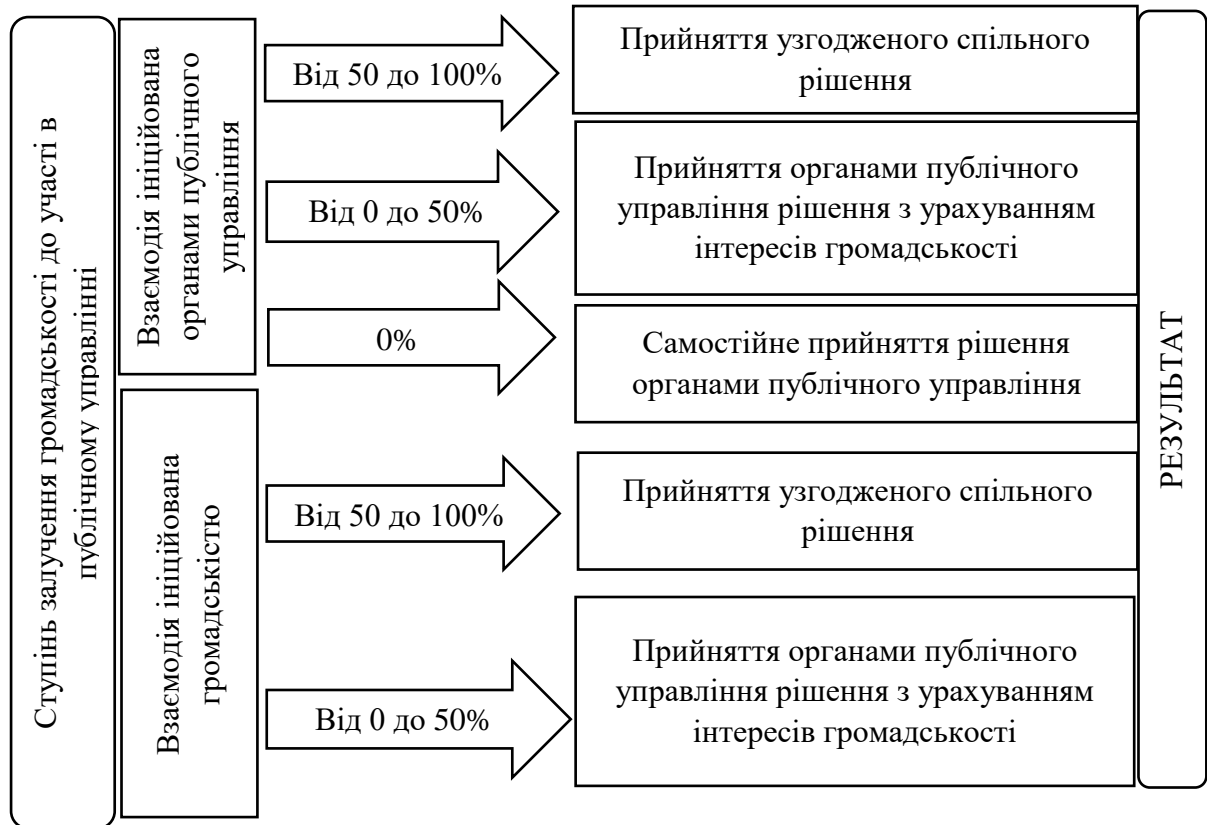 Ступінь залучення громадськості до участі в
публічному управлінні
Взаємодія ініційована
органами публічного
управління
Від 50 до 100%
Прийняття узгодженого спільного
рішення
Від 0 до 50%
Прийняття органами публічного
управління рішення з урахуванням
інтересів громадськості
0%
Самостійне прийняття рішення
органами публічного управління
Взаємодія ініційована
громадськістю
Від 50 до 100%
Прийняття узгодженого спільного
рішення
Від 0 до 50%
Прийняття органами публічного
управління рішення з урахуванням
інтересів громадськості
РЕЗУЛЬТАТ